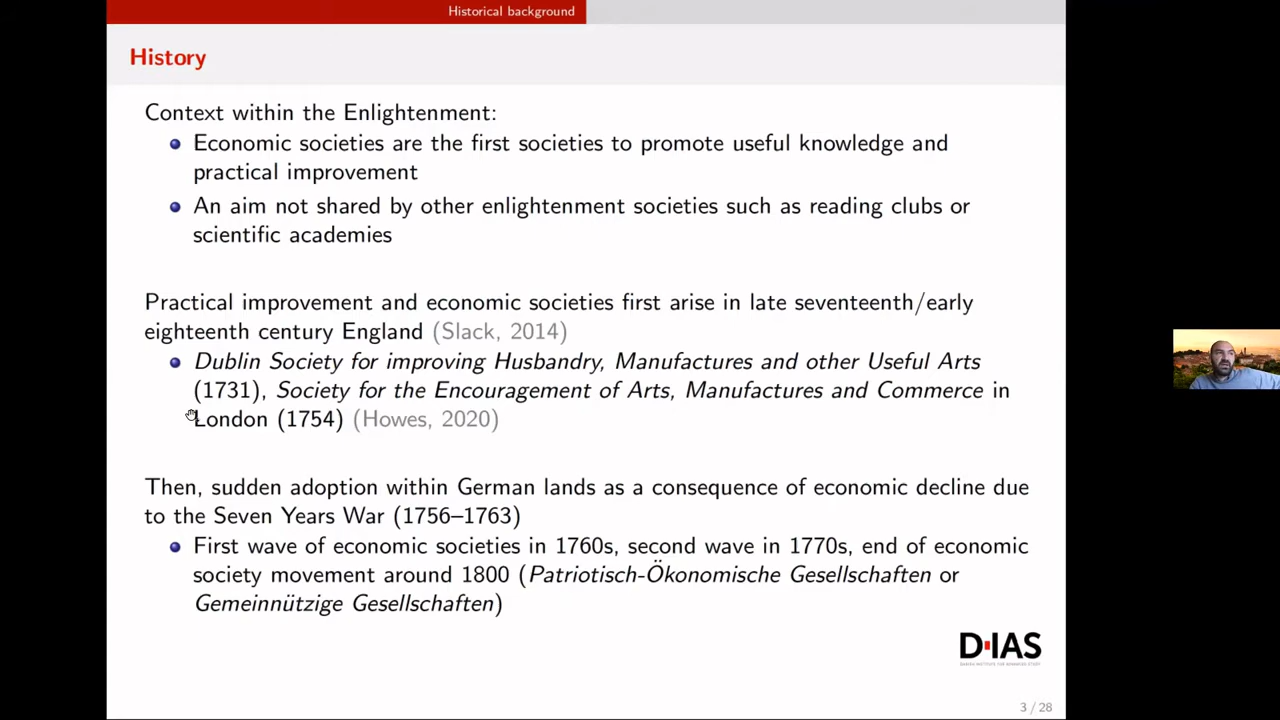 Historical background
History
Context within the Enlightenment:
Economic societies are the first societies to promote useful knowledge and
practical improvement
An aim not shared by other enlightenment societies such as reading clubs or
scientific academies
Practical improvement and economic societies first arise in late seventeenth/early
eighteenth century England (Slack, 2014)
Dublin Society for improving Husbandry, Manufactures and other Useful Arts
(1731), Society for the Encouragement of Arts, Manufactures and Commerce in
London (1754) (Howes, 2020)
Then, sudden adoption within German lands as a consequence of economic decline due
to the Seven Years War (1756–1763)
First wave of economic societies in 1760s, second wave in 1770s, end of economic
society movement around 1800 (Patriotisch-Ökonomische Gesellschaften or
Gemeinnützige Gesellschaften)
D·IAS
DANISH INSTITUTE FOR ADVANCED STUDY
3 / 28